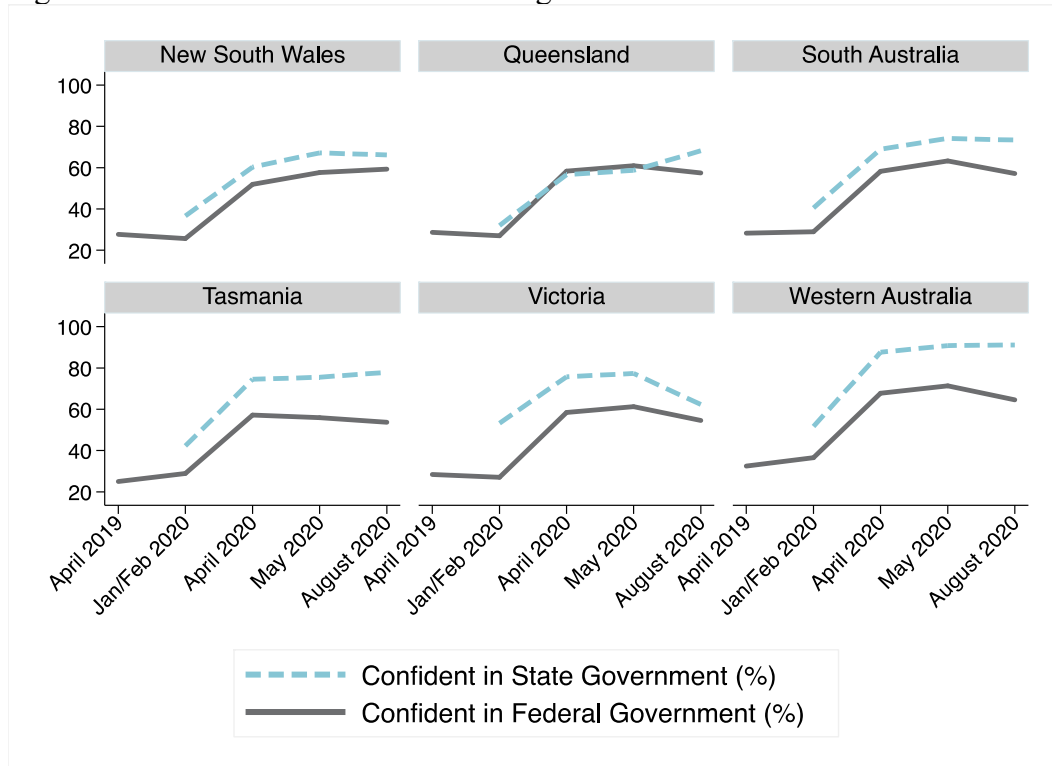 New South Wales
Queensland
South Australia
100
80
60
40
20
Tasmania
Victoria
Western Australia
100
80
60
40
20
April 2019
Jan/Feb 2020
April 2020
May 2020
August 2020
April 2019
Jan/Feb 2020
April 2020
May 2020
August 2020
April 2019
Jan/Feb 2020
April 2020
May 2020
August 2020
Confident in State Government (%)
Confident in Federal Government (%)